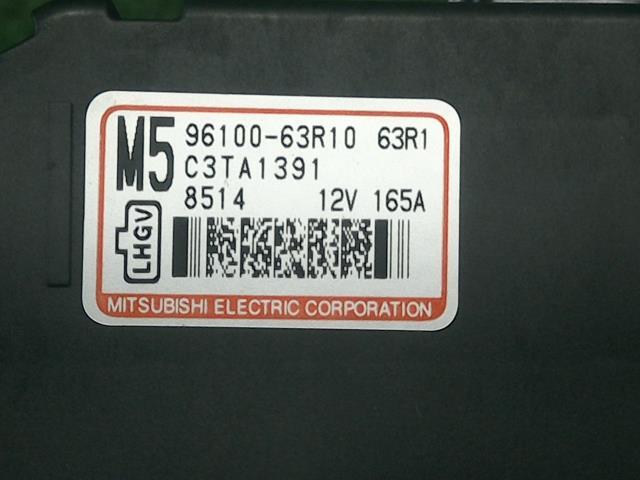 M5 96100-63R10 63R1
C3TA1391
8514 12V 165A
LHGV
MITSUBISHI ELECTRIC CORPORATION